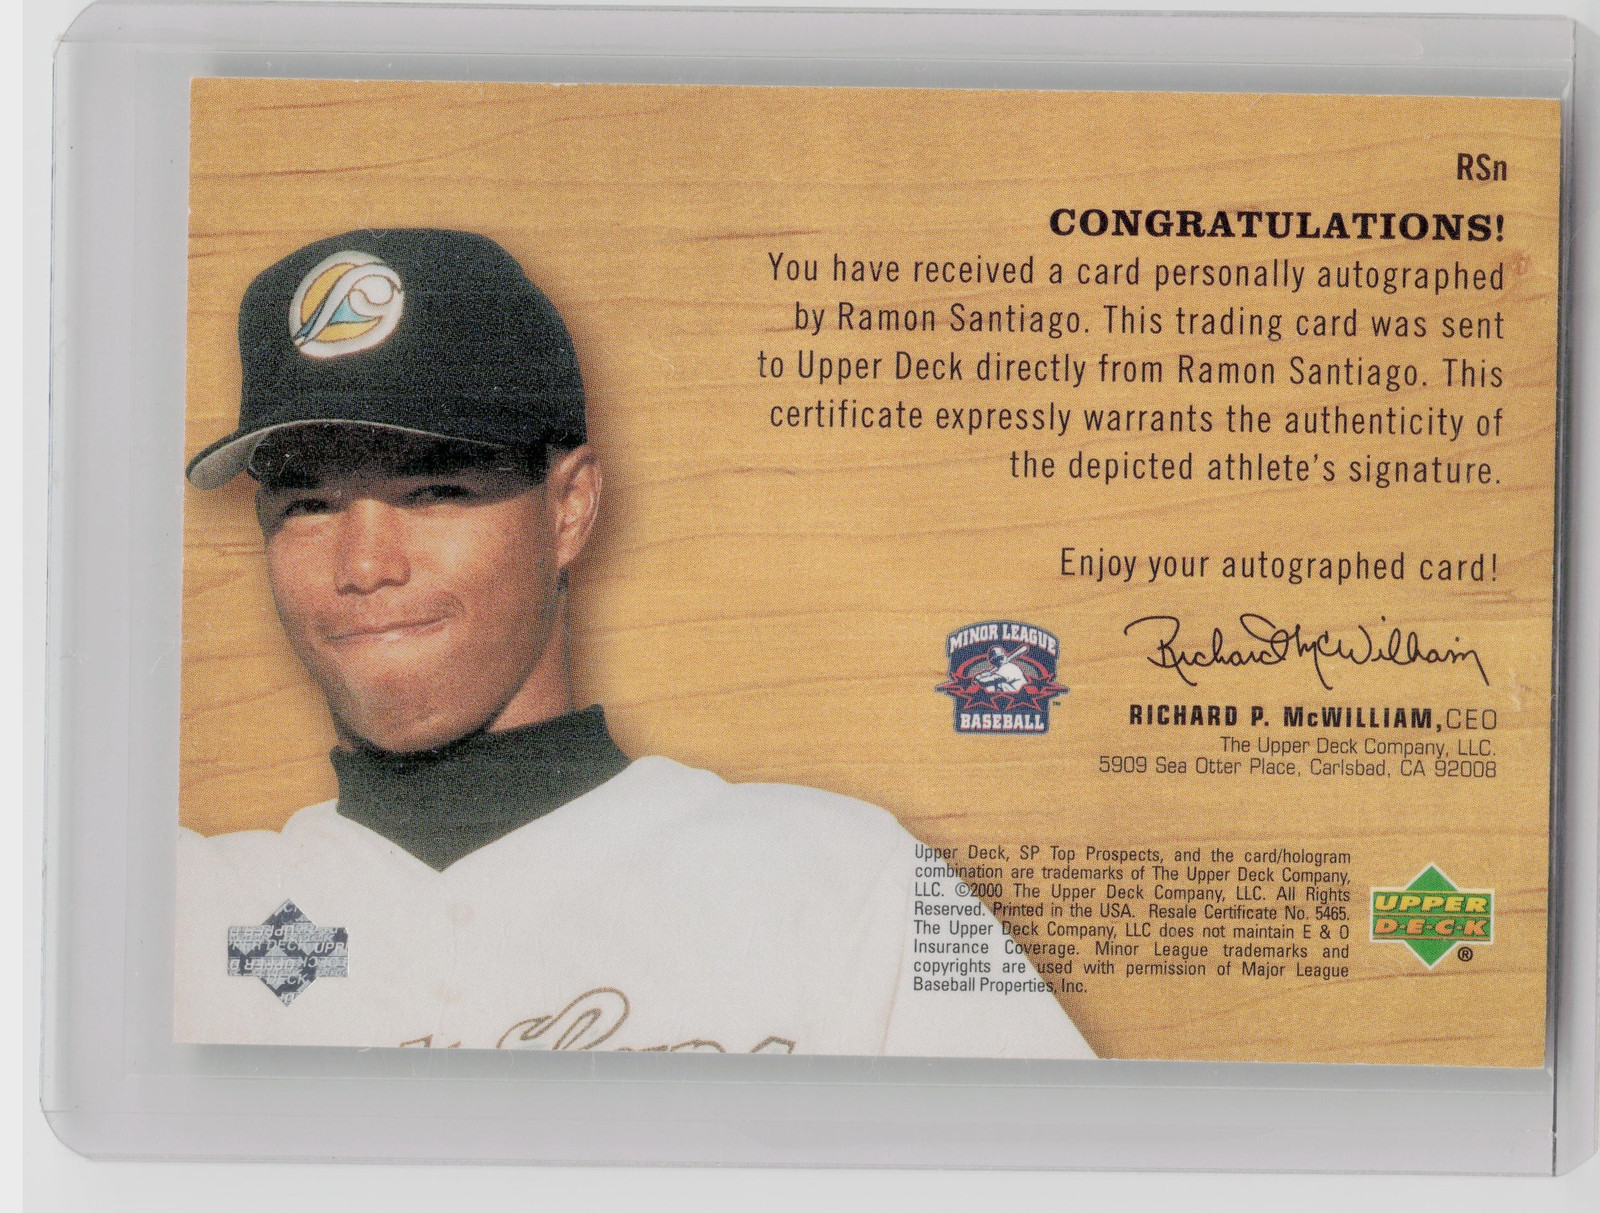 RSn
CONGRATULATIONS!
You have received a card personally autographed
by Ramon Santiago. This trading card was sent
to Upper Deck directly from Ramon Santiago. This
certificate expressly warrants the authenticity of
the depicted athlete's signature.
Enjoy your autographed card!
MINOR LEAGUE
BASEBALL
™
Richard McWilliam
RICHARD P. McWILLIAM,CEO
The Upper Deck Company, LLC.
5909 Sea Otter Place, Carlsbad, CA 92008
Upper Deck, SP Top Prospects, and the card/hologram
combination are trademarks of The Upper Deck Company,
LLC. ©2000 The Upper Deck Company, LLC. All Rights
Reserved. Printed in the USA. Resale Certificate No. 5465.
The Upper Deck Company, LLC does not maintain E & O
Insurance Coverage. Minor League trademarks and
copyrights are used with permission of Major League
Baseball Properties, Inc.
UPPER
D·E·C·K
®